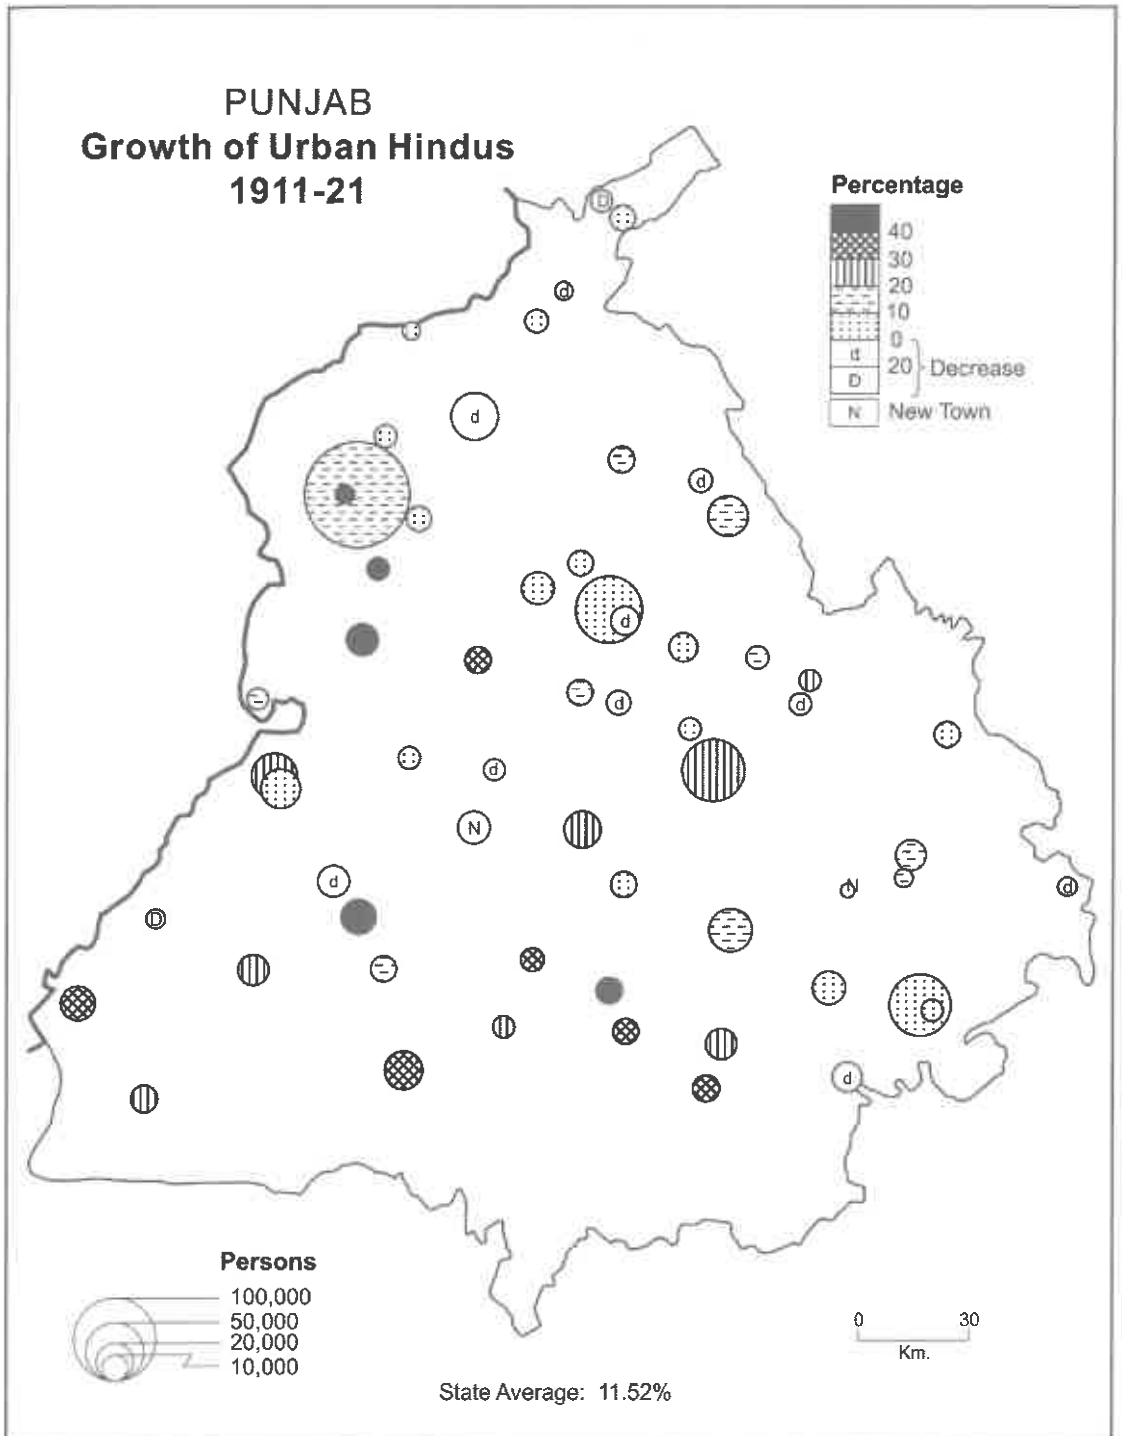 PUNJAB
Growth of Urban Hindus
1911-21
Percentage
40
30
20
10
0
d
20
D
Decrease
N
New Town
D
d
d
d
d
d
d
d
N
d
D
N
d
d
Persons
100,000
50,000
20,000
10,000
0
30
Km.
State Average: 11.52%